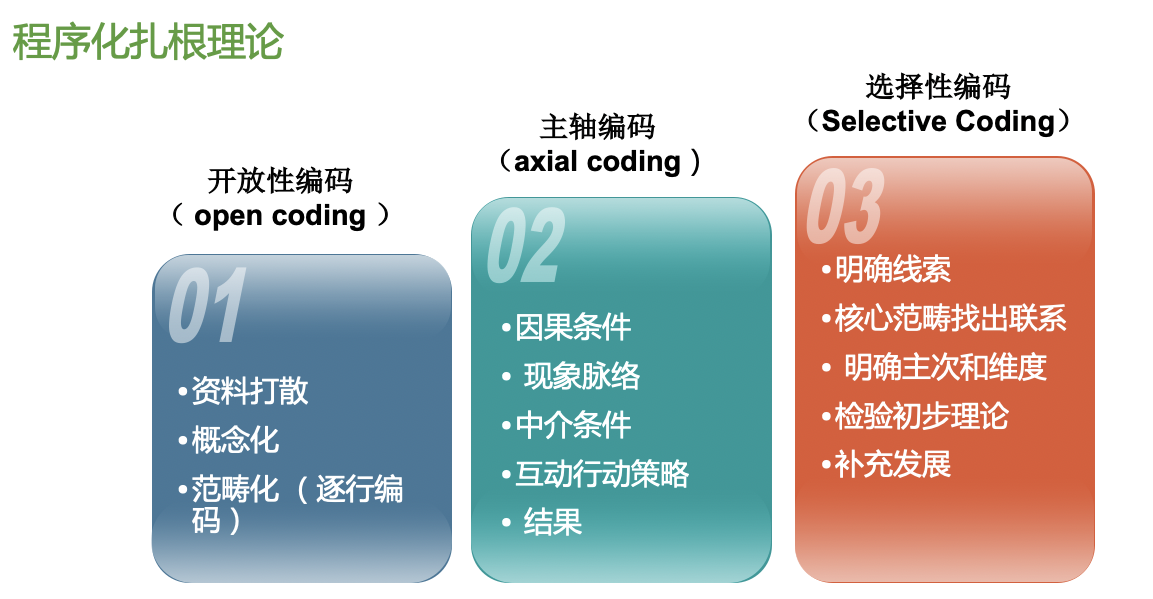 程序化扎根理论
开放性编码
（ open coding ）
01
•资料打散
•概念化
•范畴化（逐行编
码）
主轴编码
（axial coding ）
02
•因果条件
• 现象脉络
•中介条件
•互动行动策略
• 结果
选择性编码
（Selective Coding）
03
•明确线索
•核心范畴找出联系
• 明确主次和维度
•检验初步理论
•补充发展